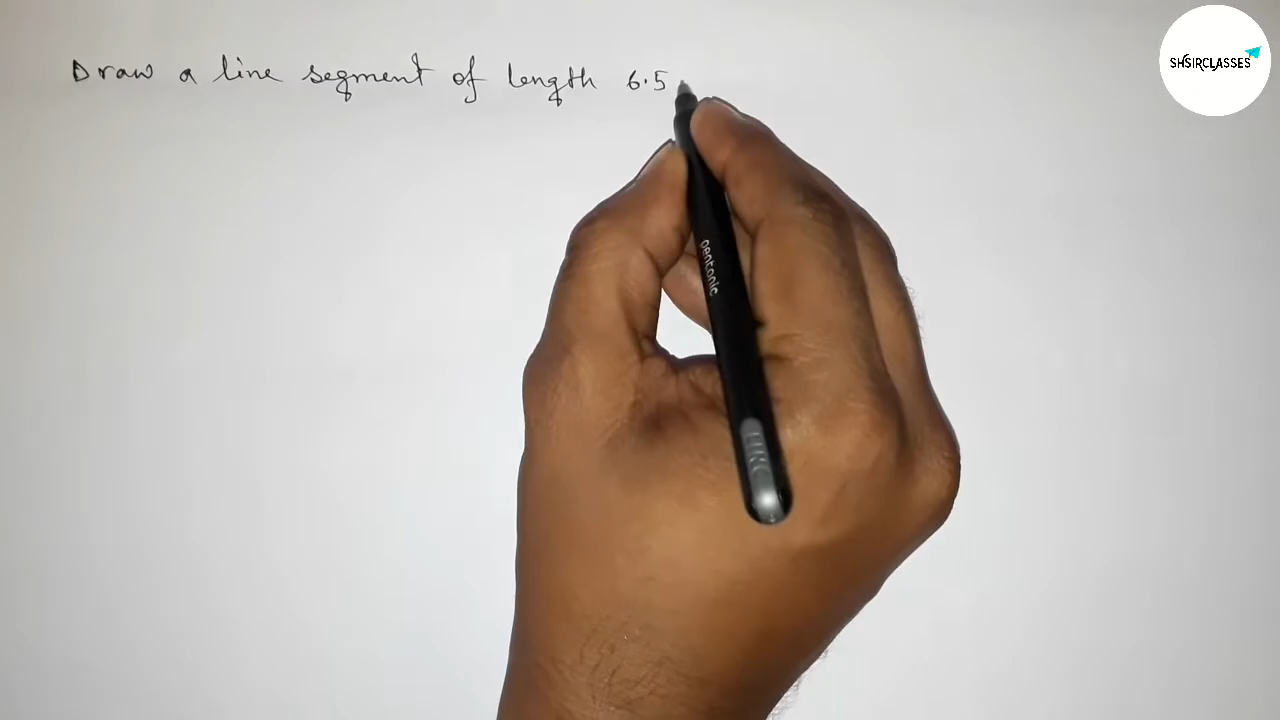 Draw a line segment of length 6.5
SHSIRCLASSES
pentonic